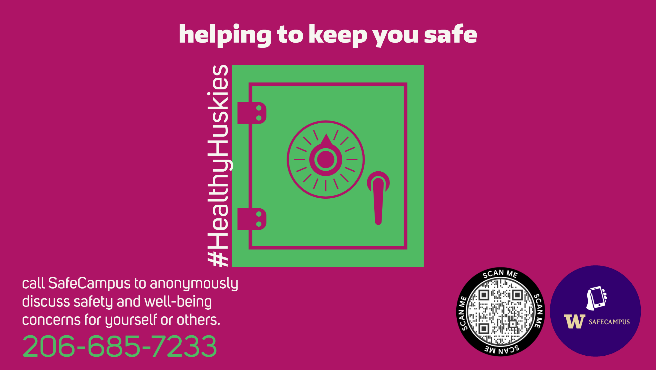 helping to keep you safe
#HealthyHuskies
call SafeCampus to anonymously
discuss safety and well-being
concerns for yourself or others.
206-685-7233
SCAN ME
SCAN ME
SCAN ME
SCAN ME
W SAFECAMPUS